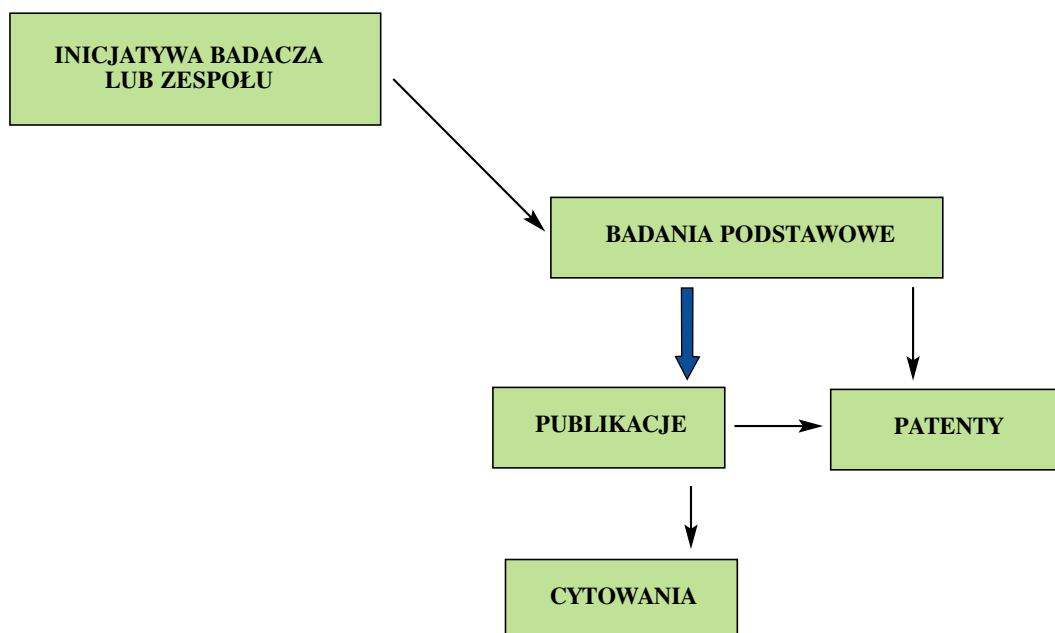 INICJATYWA BADACZA
LUB ZESPOŁU
BADANIA PODSTAWOWE
PUBLIKACJE
PATENTY
CYTOWANIA